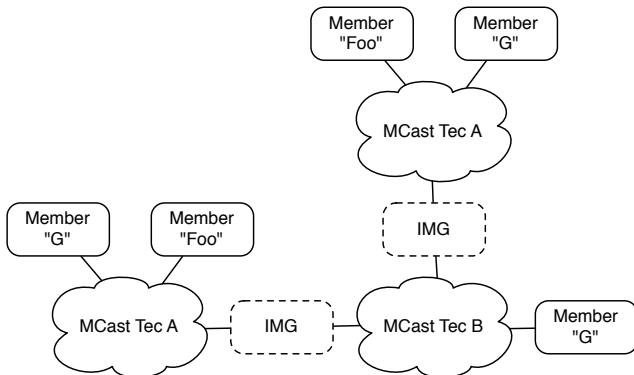 Member
"Foo"
Member
"G"
MCast Tec A
IMG
Member
"G"
Member
"Foo"
MCast Tec A
IMG
MCast Tec B
Member
"G"